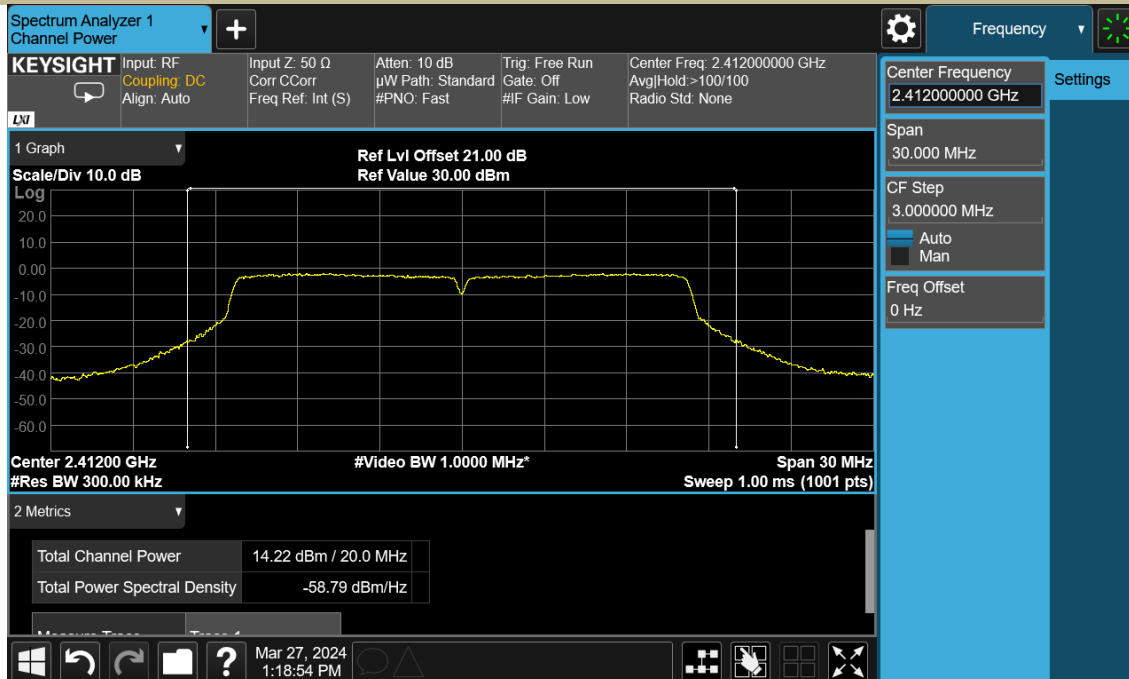 Spectrum Analyzer 1
Channel Power
Frequency
KEYSIGHT
Input: RF
Coupling: DC
Align: Auto
Input Z: 50 Ω
Corr CCorr
Freq Ref: Int (S)
Atten: 10 dB
µW Path: Standard
#PNO: Fast
Trig: Free Run
Gate: Off
#IF Gain: Low
Center Freq: 2.412000000 GHz
Avg|Hold:>100/100
Radio Std: None
LXI
Center Frequency
2.412000000 GHz
Settings
Span
30.000 MHz
CF Step
3.000000 MHz
Auto
Man
Freq Offset
0 Hz
1 Graph
Scale/Div 10.0 dB
Ref Lvl Offset 21.00 dB
Ref Value 30.00 dBm
Log
20.0
10.0
0.00
-10.0
-20.0
-30.0
-40.0
-50.0
-60.0
Center 2.41200 GHz
#Video BW 1.0000 MHz*
Span 30 MHz
#Res BW 300.00 kHz
Sweep 1.00 ms (1001 pts)
2 Metrics
Total Channel Power 14.22 dBm / 20.0 MHz
Total Power Spectral Density -58.79 dBm/Hz
Measure Trace Trace 1
?
Mar 27, 2024
1:18:54 PM